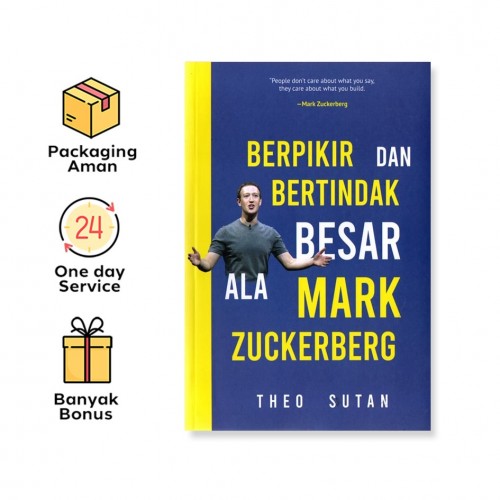 Packaging
Aman
24
One day
Service
Banyak
Bonus
"People don't care about what you say,
they care about what you build.
—Mark Zuckerberg
BERPIKIR DAN
BERTINDAK
BESAR
ALA MARK
ZUCKERBERG
THEO SUTAN